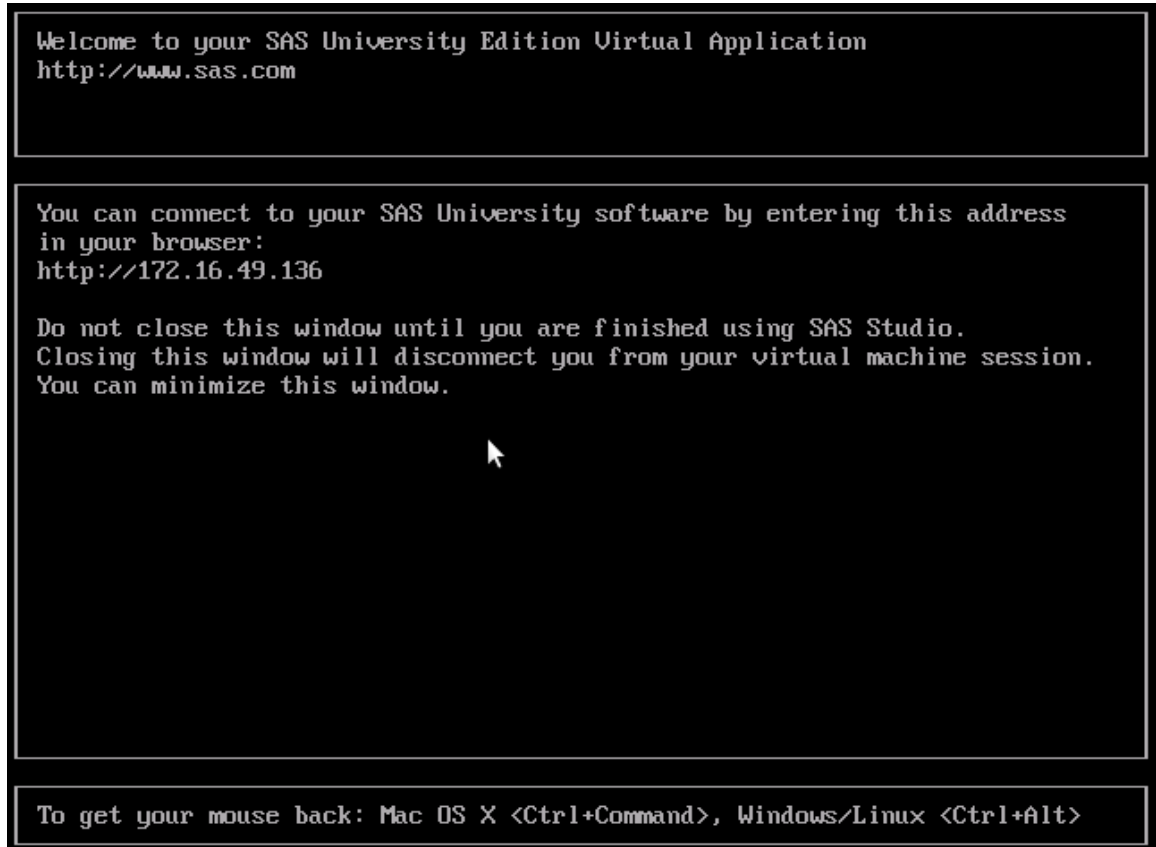 Welcome to your SAS University Edition Virtual Application
http://www.sas.com
You can connect to your SAS University software by entering this address
in your browser:
http://172.16.49.136
Do not close this window until you are finished using SAS Studio.
Closing this window will disconnect you from your virtual machine session.
You can minimize this window.
To get your mouse back: Mac OS X <Ctrl+Command>, Windows/Linux <Ctrl+Alt>